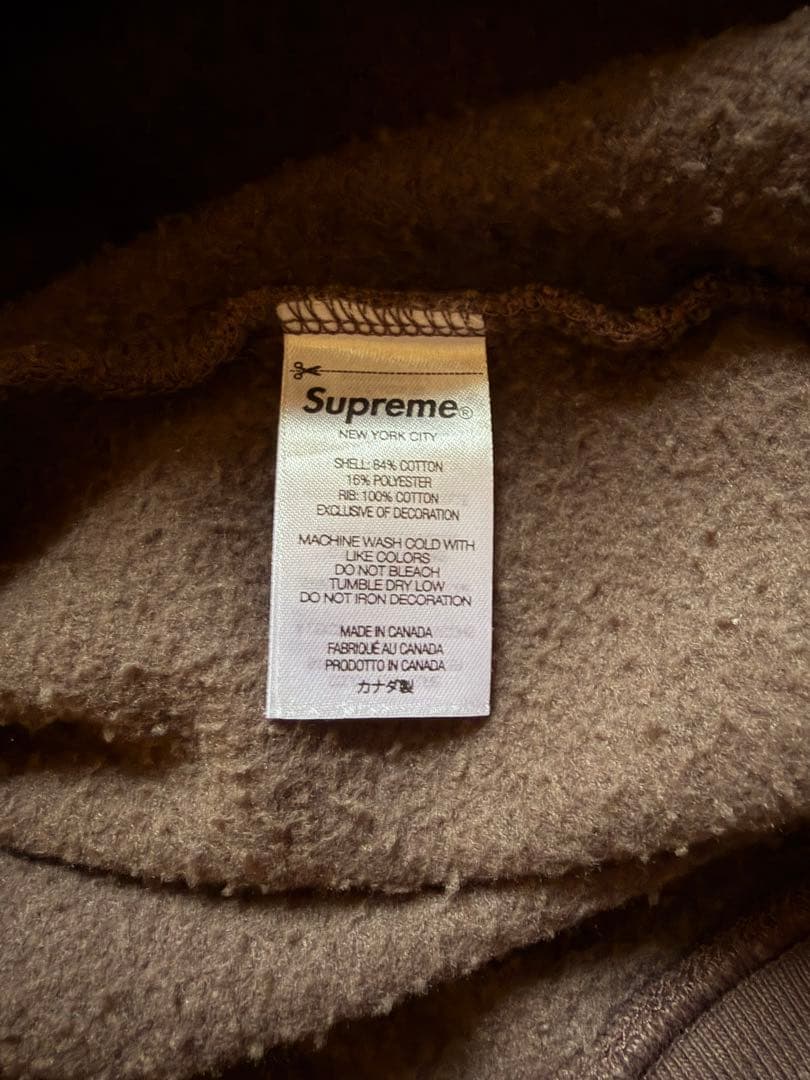 Supreme®
NEW YORK CITY
SHELL: 84% COTTON
16% POLYESTER
RIB: 100% COTTON
EXCLUSIVE OF DECORATION
MACHINE WASH COLD WITH
LIKE COLORS
DO NOT BLEACH
TUMBLE DRY LOW
DO NOT IRON DECORATION
MADE IN CANADA
FABRIQUÉ AU CANADA
PRODOTTO IN CANADA
カナダ製